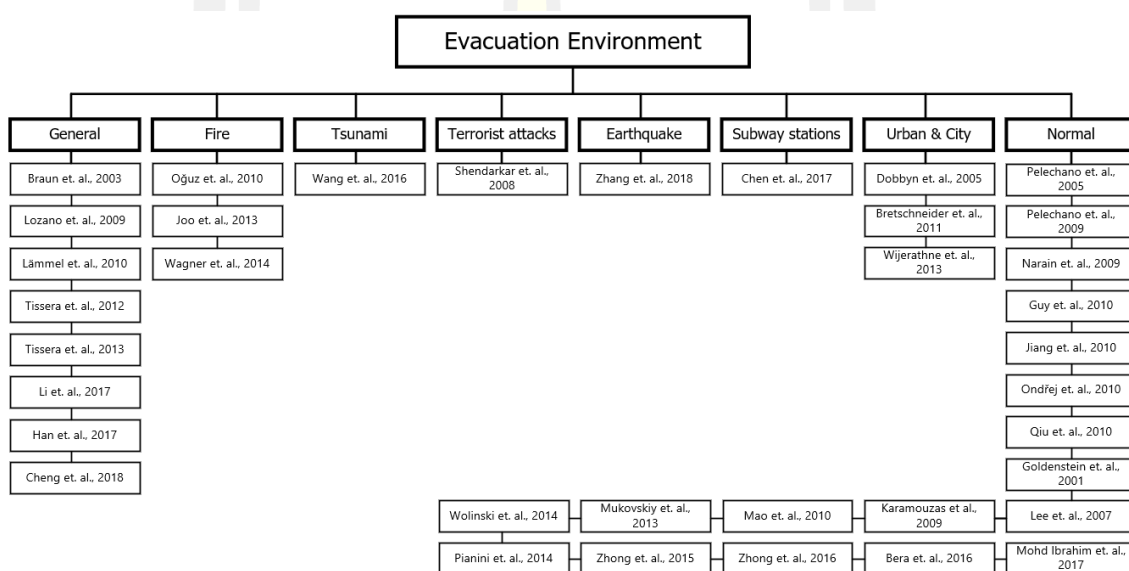 Evacuation Environment
General
Fire
Tsunami
Terrorist attacks
Earthquake
Subway stations
Urban & City
Normal
Braun et. al., 2003
Lozano et. al., 2009
Lämmel et. al., 2010
Tissera et. al., 2012
Tissera et. al., 2013
Li et. al., 2017
Han et. al., 2017
Cheng et. al., 2018
Oğuz et. al., 2010
Joo et. al., 2013
Wagner et. al., 2014
Wang et. al., 2016
Shendarkar et. al.,
2008
Zhang et. al., 2018
Chen et. al., 2017
Dobbyn et. al., 2005
Bretschneider et. al.,
2011
Wijerathne et. al.,
2013
Pelechano et. al.,
2005
Pelechano et. al.,
2009
Narain et. al., 2009
Guy et. al., 2010
Jiang et. al., 2010
Ondřej et. al., 2010
Qiu et. al., 2010
Goldenstein et. al.,
2001
Lee et. al., 2007
Karamouzas et al.,
2009
Mao et. al., 2010
Mukovskiy et. al.,
2013
Wolinski et. al., 2014
Pianini et. al., 2014
Zhong et. al., 2015
Zhong et. al., 2016
Bera et. al., 2016
Mohd Ibrahim et. al.,
2017